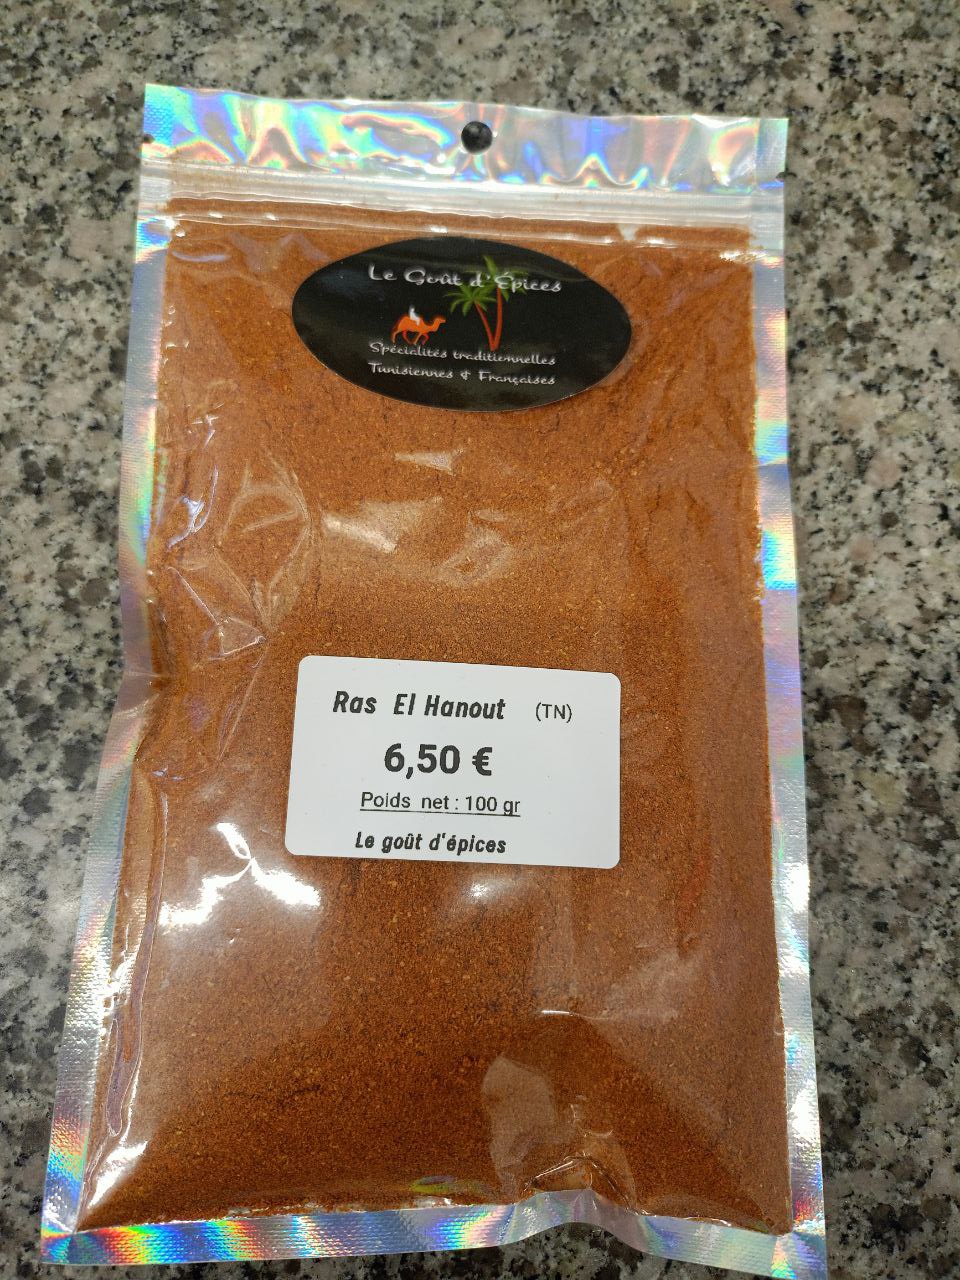 Le Goût d'Épices
Spécialités traditionnelles
Tunisiennes & Françaises
Ras El Hanout (TN)
6,50 €
Poids net : 100 gr
Le goût d'épices